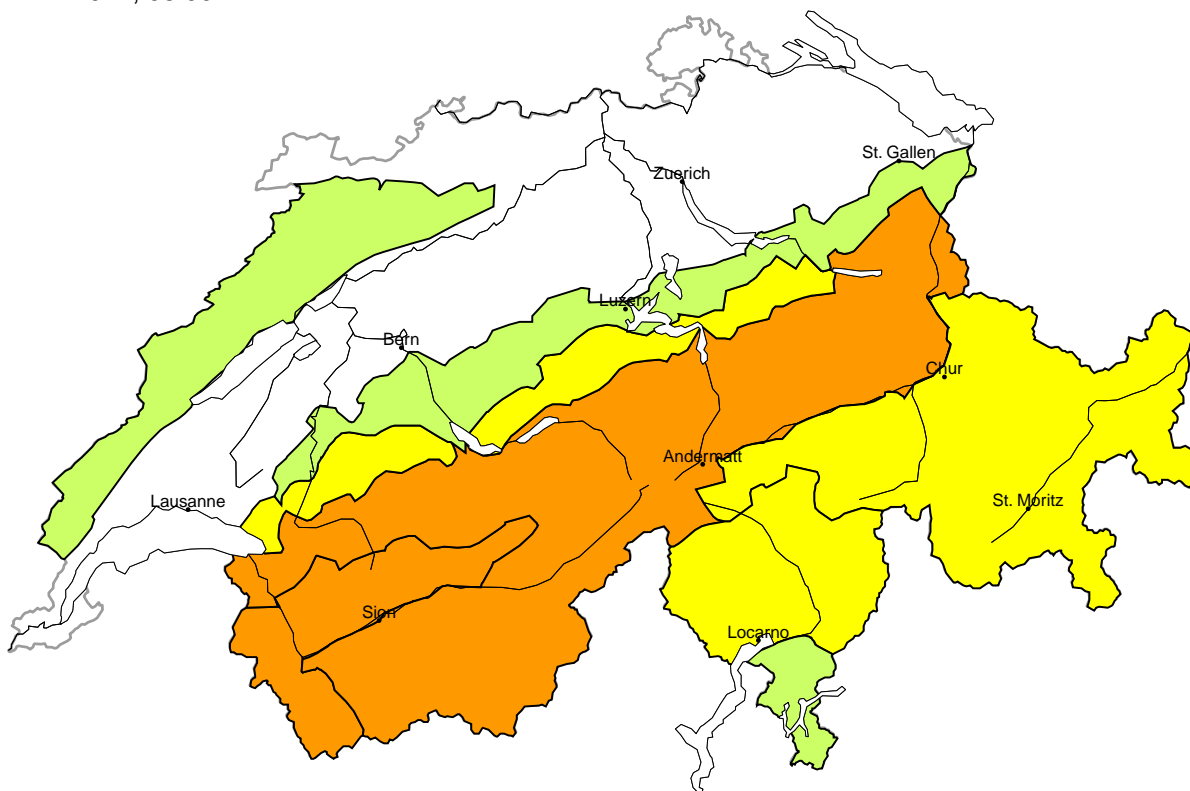 St. Gallen
Zuerich
Luzern
Bern
Chur
Andermatt
Lausanne
St. Moritz
Sion
Locarno